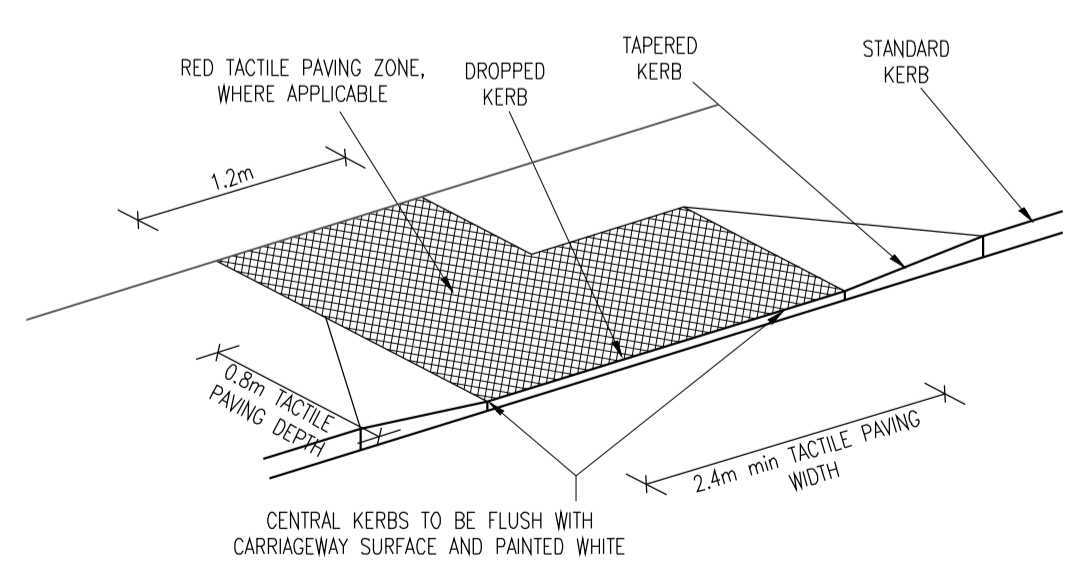 RED TACTILE PAVING ZONE,
WHERE APPLICABLE
DROPPED
KERB
TAPERED
KERB
STANDARD
KERB
1.2m
0.8m TACTILE
PAVING DEPTH
2.4m min TACTILE PAVING
WIDTH
CENTRAL KERBS TO BE FLUSH WITH
CARRIAGEWAY SURFACE AND PAINTED WHITE